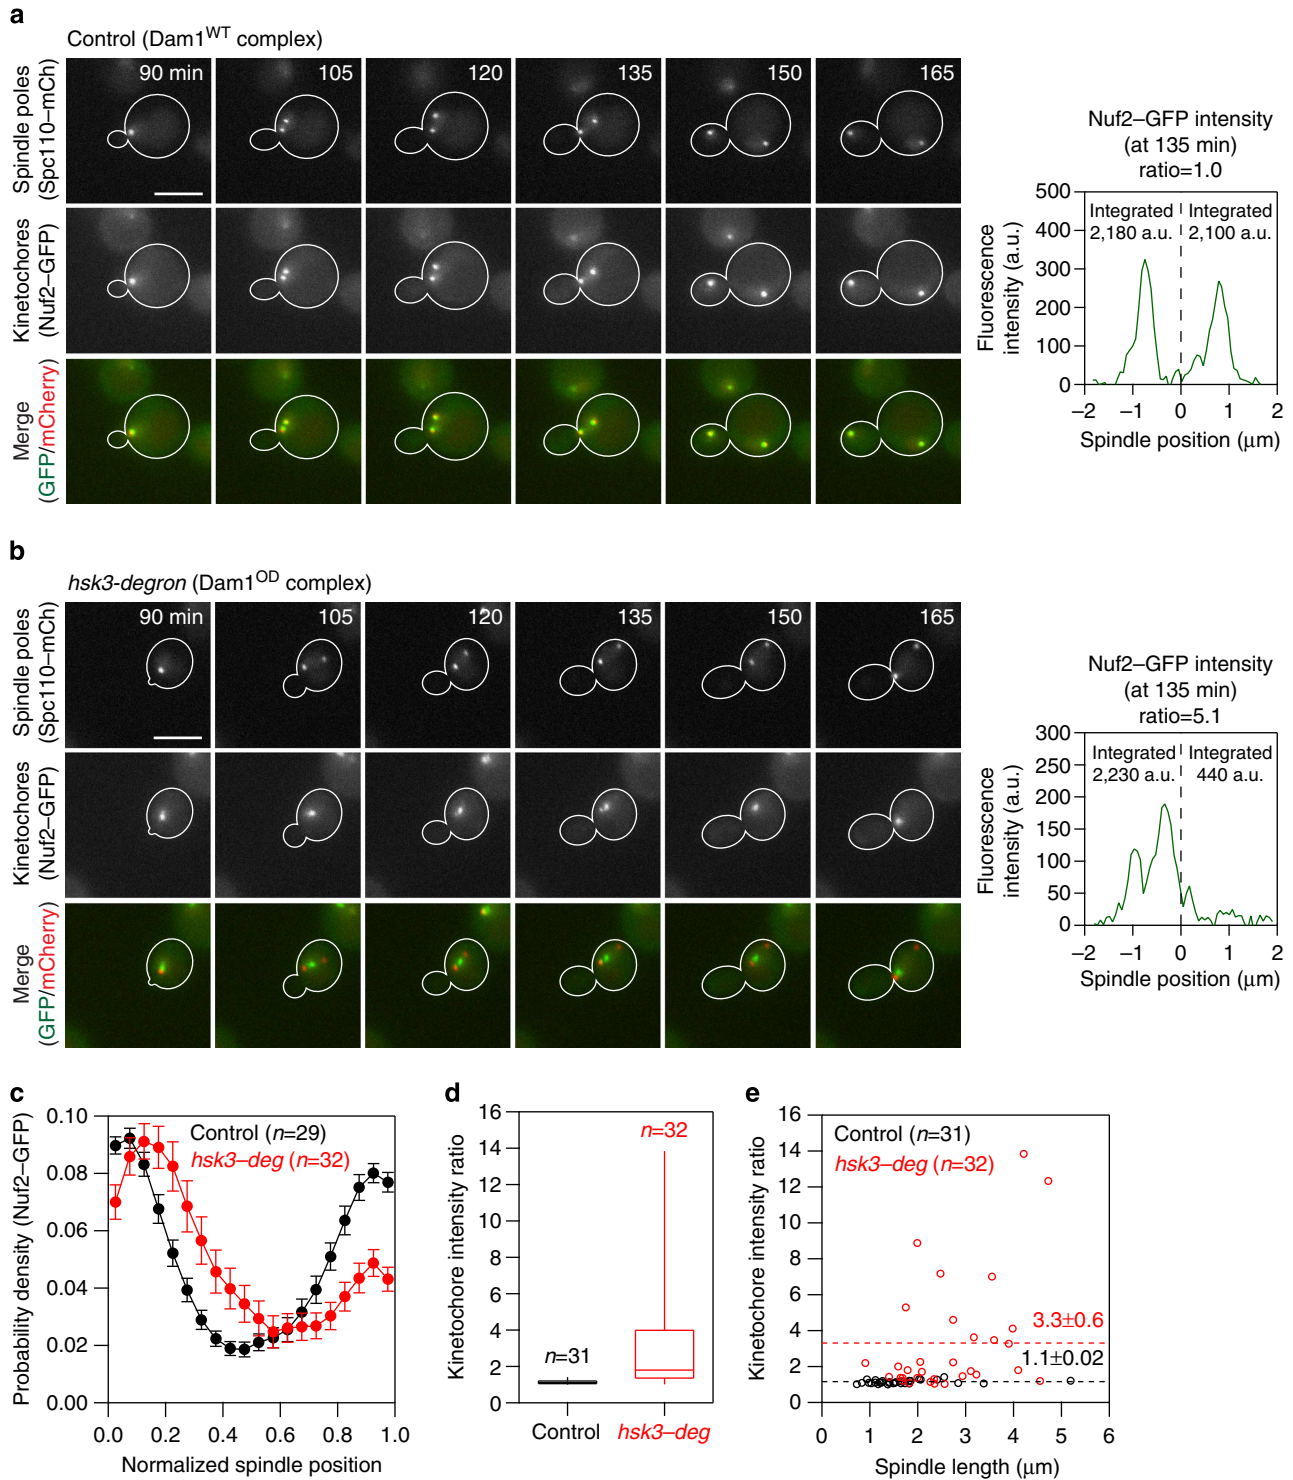 a
Control (Dam1WT complex)
Spindle poles
(Spc110–mCh)
90 min
105
120
135
150
165
Kinetochores
(Nuf2–GFP)
Merge
(GFP/mCherry)
Nuf2–GFP intensity
(at 135 min)
ratio=1.0
Fluorescence
intensity (a.u.)
500
400
300
200
100
0
Integrated
2,180 a.u.
Integrated
2,100 a.u.
–2 –1 0 1 2
Spindle position (μm)
b
hsk3-degron (Dam1OD complex)
Spindle poles
(Spc110–mCh)
90 min
105
120
135
150
165
Kinetochores
(Nuf2–GFP)
Merge
(GFP/mCherry)
Nuf2–GFP intensity
(at 135 min)
ratio=5.1
Fluorescence
intensity (a.u.)
300
250
200
150
100
50
0
Integrated
2,230 a.u.
Integrated
440 a.u.
–2 –1 0 1 2
Spindle position (μm)
c
Probability density (Nuf2–GFP)
0.10
0.08
0.06
0.04
0.02
0.00
Control (n=29)
hsk3–deg (n=32)
0.0 0.2 0.4 0.6 0.8 1.0
Normalized spindle position
d
Kinetochore intensity ratio
16
14
12
10
8
6
4
2
0
n=31
n=32
Control hsk3–deg
e
Kinetochore intensity ratio
16
14
12
10
8
6
4
2
0
Control (n=31)
hsk3–deg (n=32)
3.3±0.6
1.1±0.02
0 1 2 3 4 5 6
Spindle length (μm)